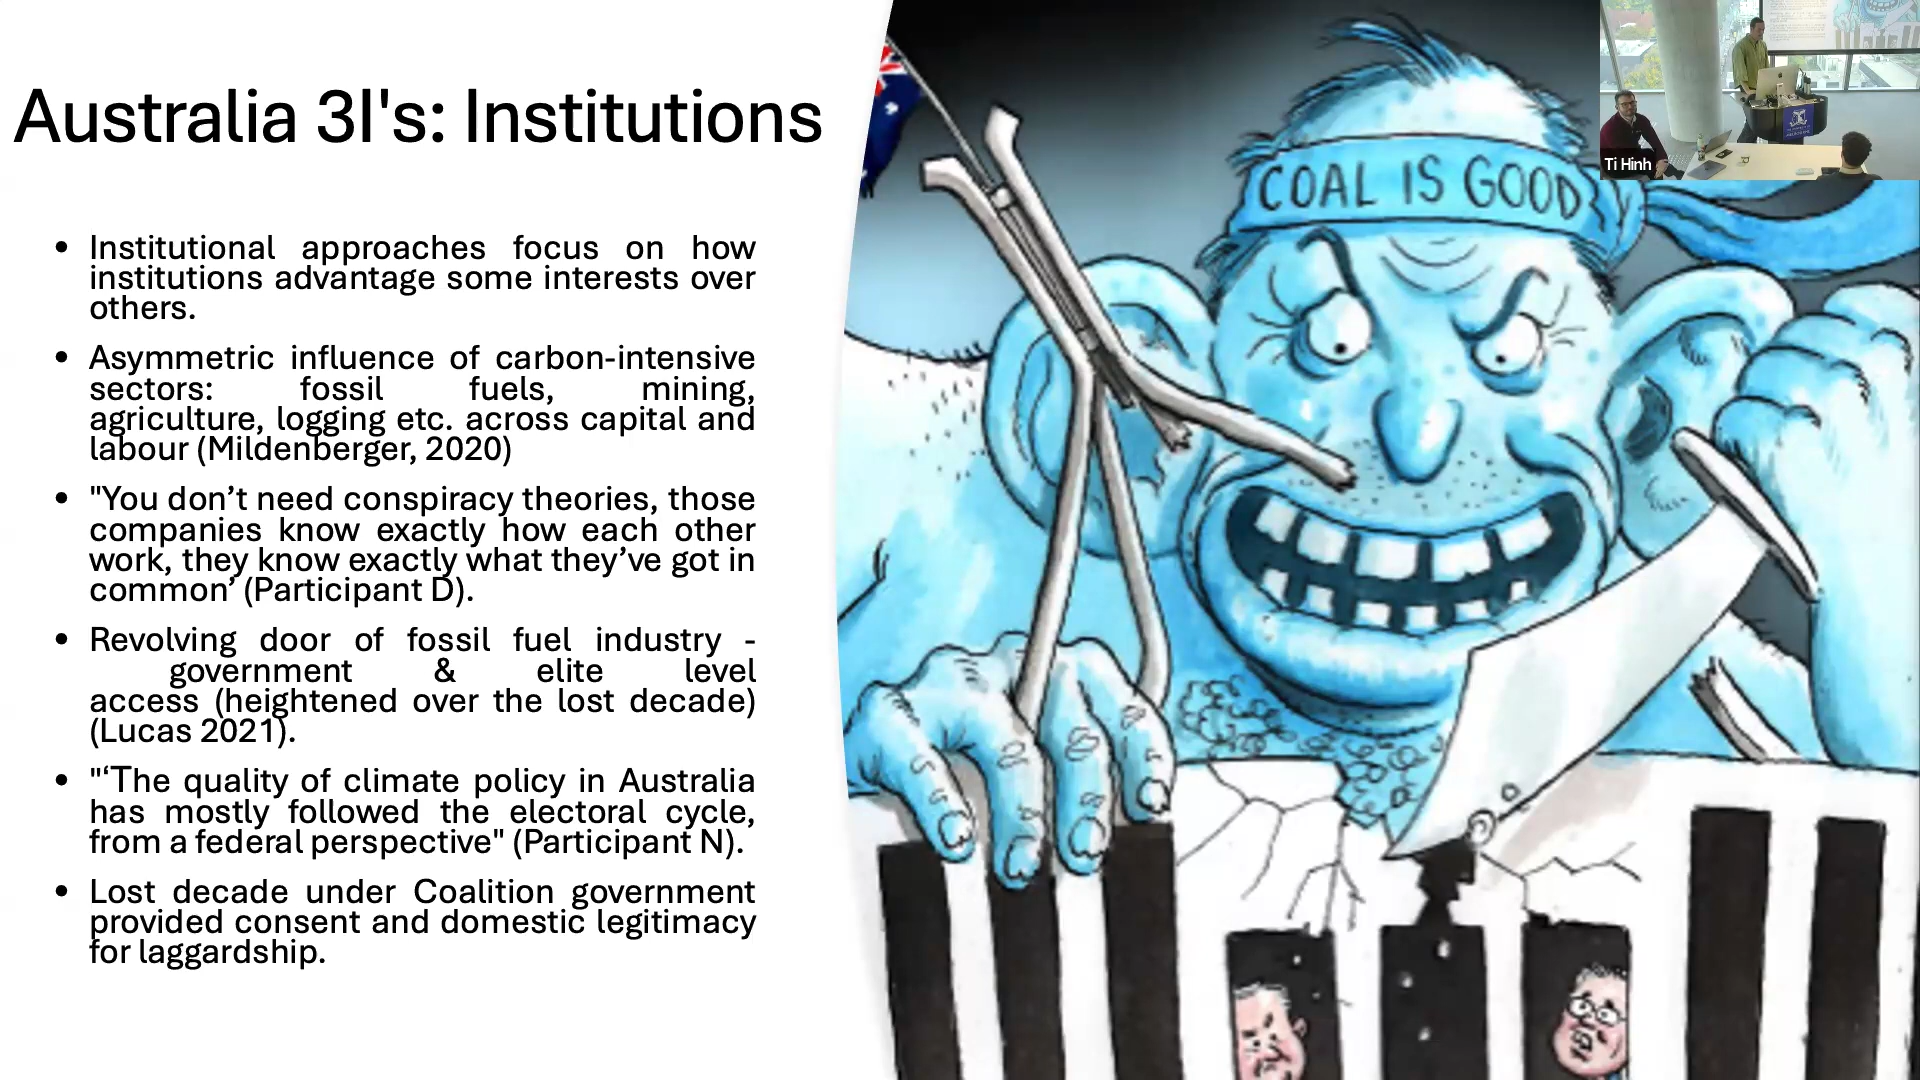 Australia 3I's: Institutions
• Institutional approaches focus on how
institutions advantage some interests over
others.
• Asymmetric influence of carbon-intensive
sectors: fossil fuels, mining,
agriculture, logging etc. across capital and
labour (Mildenberger, 2020)
• "You don’t need conspiracy theories, those
companies know exactly how each other
work, they know exactly what they’ve got in
common’ (Participant D).
• Revolving door of fossil fuel industry -
government & elite level
access (heightened over the lost decade)
(Lucas 2021).
• "‘The quality of climate policy in Australia
has mostly followed the electoral cycle,
from a federal perspective" (Participant N).
• Lost decade under Coalition government
provided consent and domestic legitimacy
for laggardship.
COAL IS GOOD
Ti Hinh